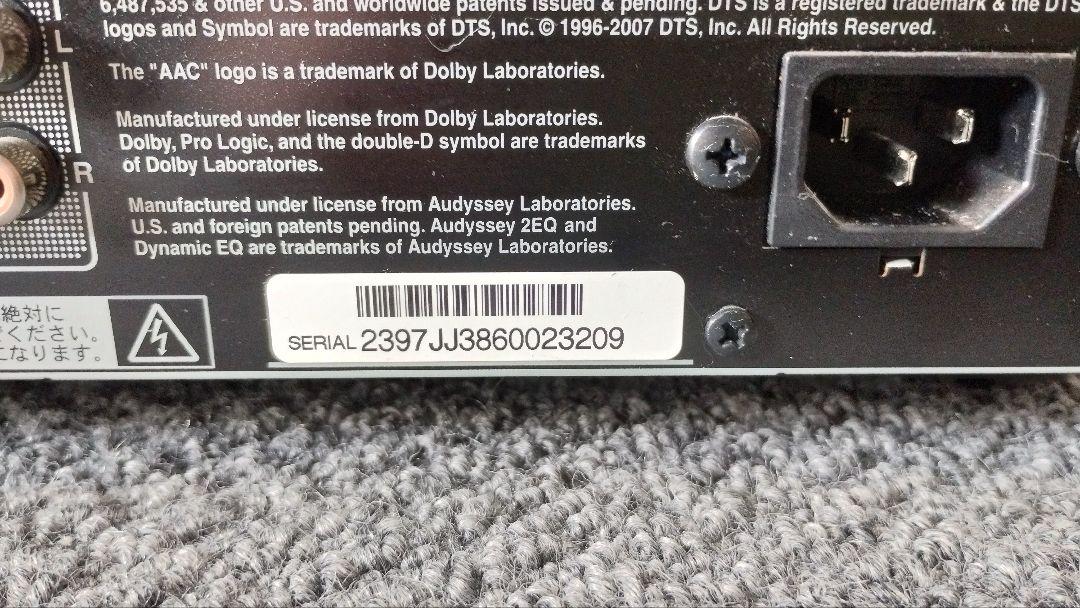 6,487,535 & other U.S. and worldwide patents issued & pending. DTS is a registered trademark & the DTS
logos and Symbol are trademarks of DTS, Inc. © 1996-2007 DTS, Inc. All Rights Reserved.
L
The "AAC" logo is a trademark of Dolby Laboratories.
Manufactured under license from Dolby Laboratories.
Dolby, Pro Logic, and the double-D symbol are trademarks
of Dolby Laboratories.
R
Manufactured under license from Audyssey Laboratories.
U.S. and foreign patents pending. Audyssey 2EQ and
Dynamic EQ are trademarks of Audyssey Laboratories.
絶対に
ください。
になります。
SERIAL 2397JJ3860023209